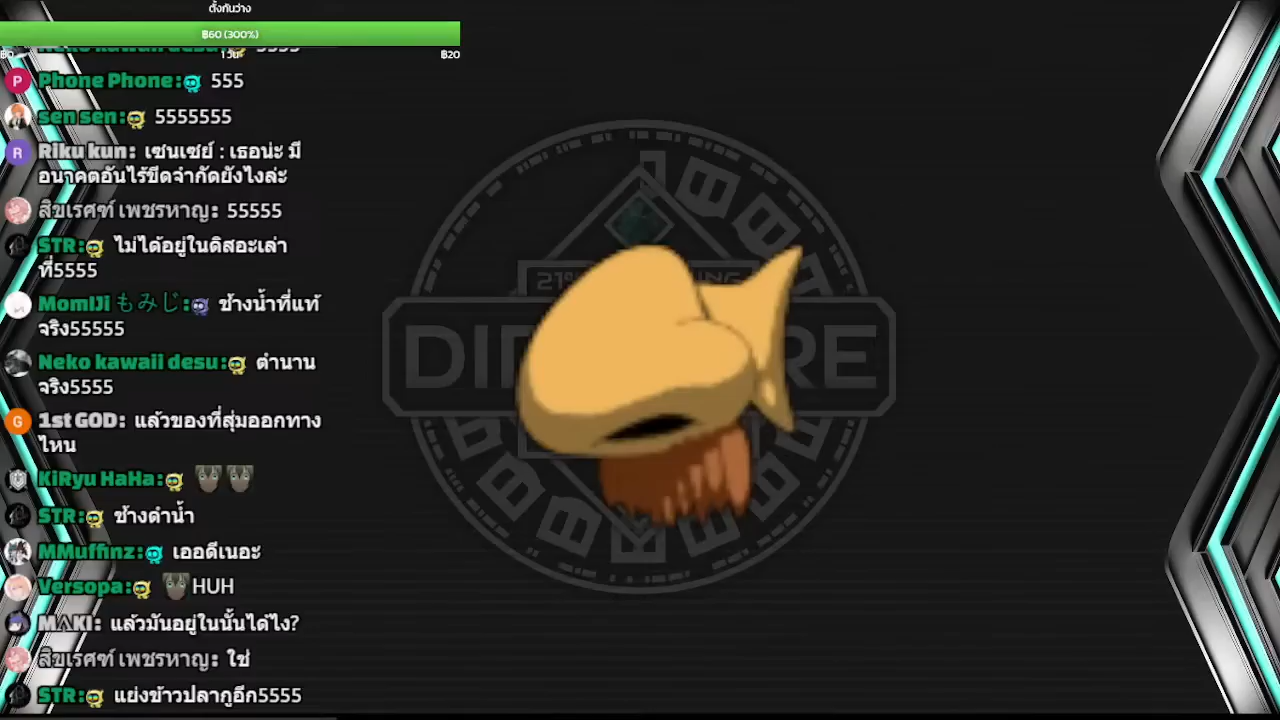 ตั้งกันว่าง
฿60 (300%)
฿0
1 วัน
฿20
Neko kawaii desu: 5555
Phone Phone: 555
sen sen: 5555555
Riku kun: เซนเซย์ : เธอน่ะ มี
อนาคตอันไร้ขีดจำกัดยังไงล่ะ
สิขเรศฑ์ เพชรหาญ: 55555
STR: ไม่ได้อยู่ในดิสอะเล่า
ที่5555
MomIJi もみじ: ช้างน้ำที่แท้
จริง55555
Neko kawaii desu: ตำนาน
จริง5555
1st GOD: แล้วของที่สุ่มออกทาง
ไหน
KiRyu HaHa:
STR: ช้างดำน้ำ
MMuffinz: เออดีเนอะ
Versopa: HUH
MΛKI: แล้วมันอยู่ในนั้นได้ไง?
สิขเรศฑ์ เพชรหาญ: ใช่
STR: แย่งข้าวปลากูอีก5555